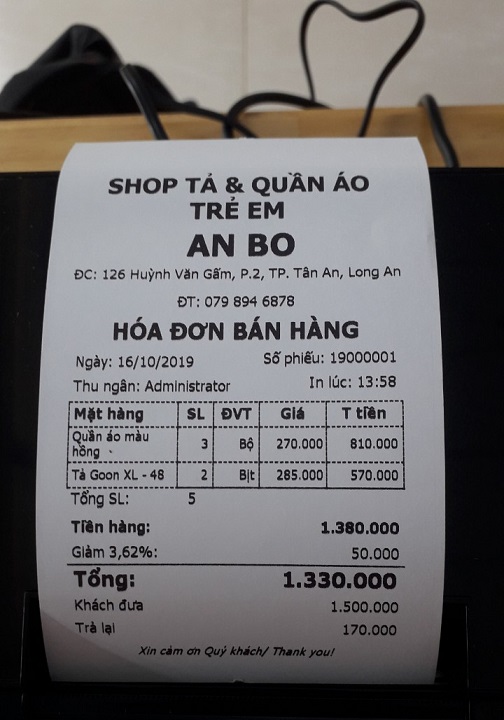 SHOP TẢ & QUẦN ÁO
TRẺ EM
AN BO
ĐC: 126 Huỳnh Văn Gấm, P.2, TP. Tân An, Long An
ĐT: 079 894 6878
HÓA ĐƠN BÁN HÀNG
Ngày: 16/10/2019 Số phiếu: 19000001
Thu ngân: Administrator In lúc: 13:58
Mặt hàng SL ĐVT Giá T tiền
Quần áo màu hồng 3 Bộ 270.000 810.000
Tả Goon XL - 48 2 Bịt 285.000 570.000
Tổng SL: 5
Tiền hàng: 1.380.000
Giảm 3,62%: 50.000
Tổng: 1.330.000
Khách đưa 1.500.000
Trả lại 170.000
Xin cảm ơn Quý khách/ Thank you!